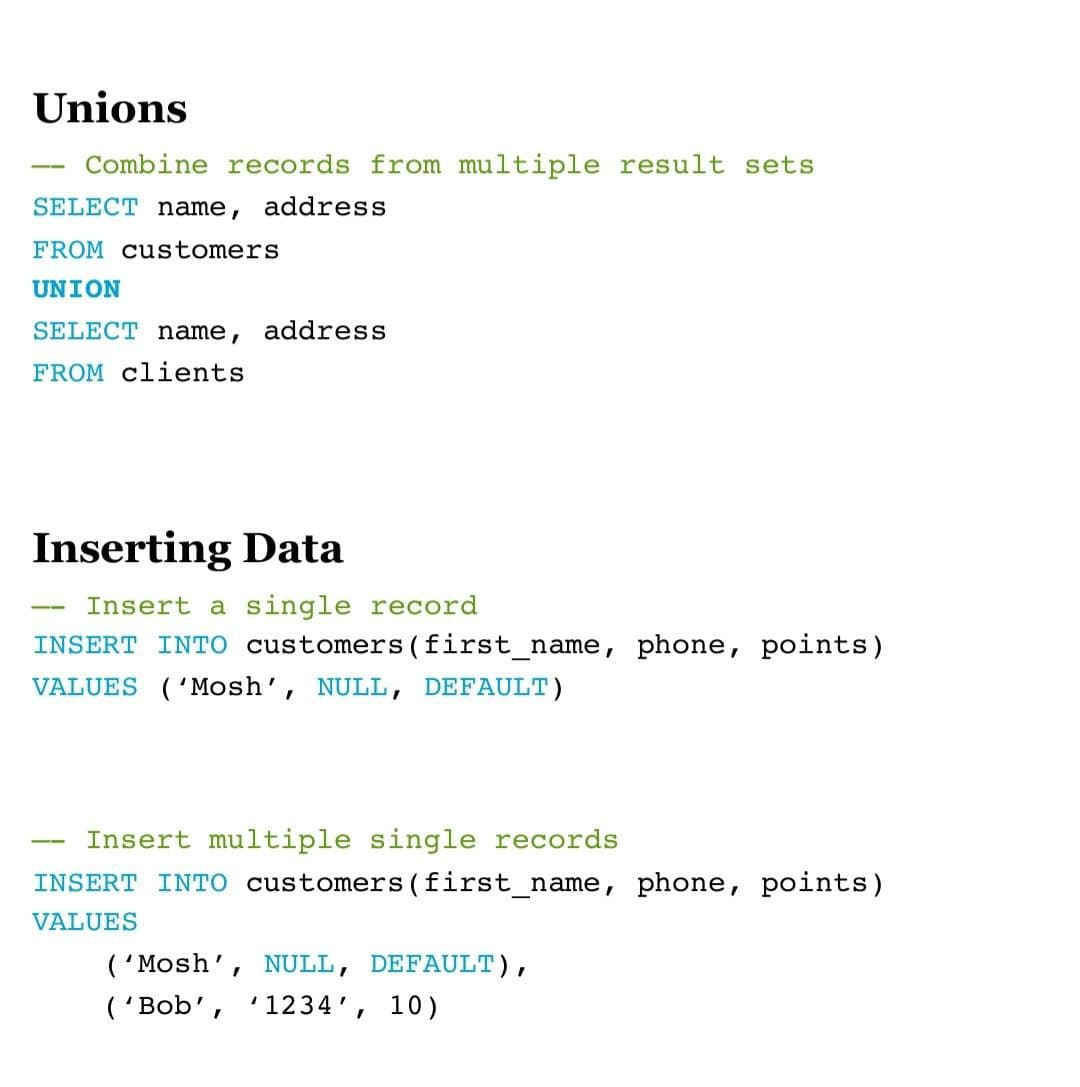 Unions
—— Combine records from multiple result sets
SELECT name, address
FROM customers
UNION
SELECT name, address
FROM clients
Inserting Data
—— Insert a single record
INSERT INTO customers(first_name, phone, points)
VALUES (‘Mosh’, NULL, DEFAULT)
—— Insert multiple single records
INSERT INTO customers(first_name, phone, points)
VALUES
(‘Mosh’, NULL, DEFAULT),
(‘Bob’, ‘1234’, 10)